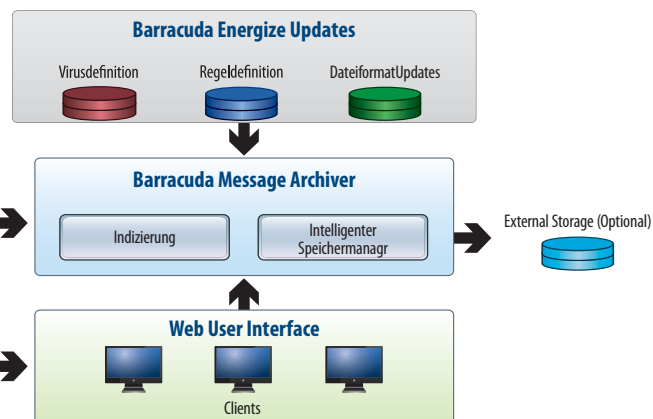 Barracuda Energize Updates
Virusdefinition
Regeldefinition
DateiformatUpdates
Barracuda Message Archiver
Indizierung
Intelligenter
Speichermanagr
External Storage (Optional)
Web User Interface
Clients